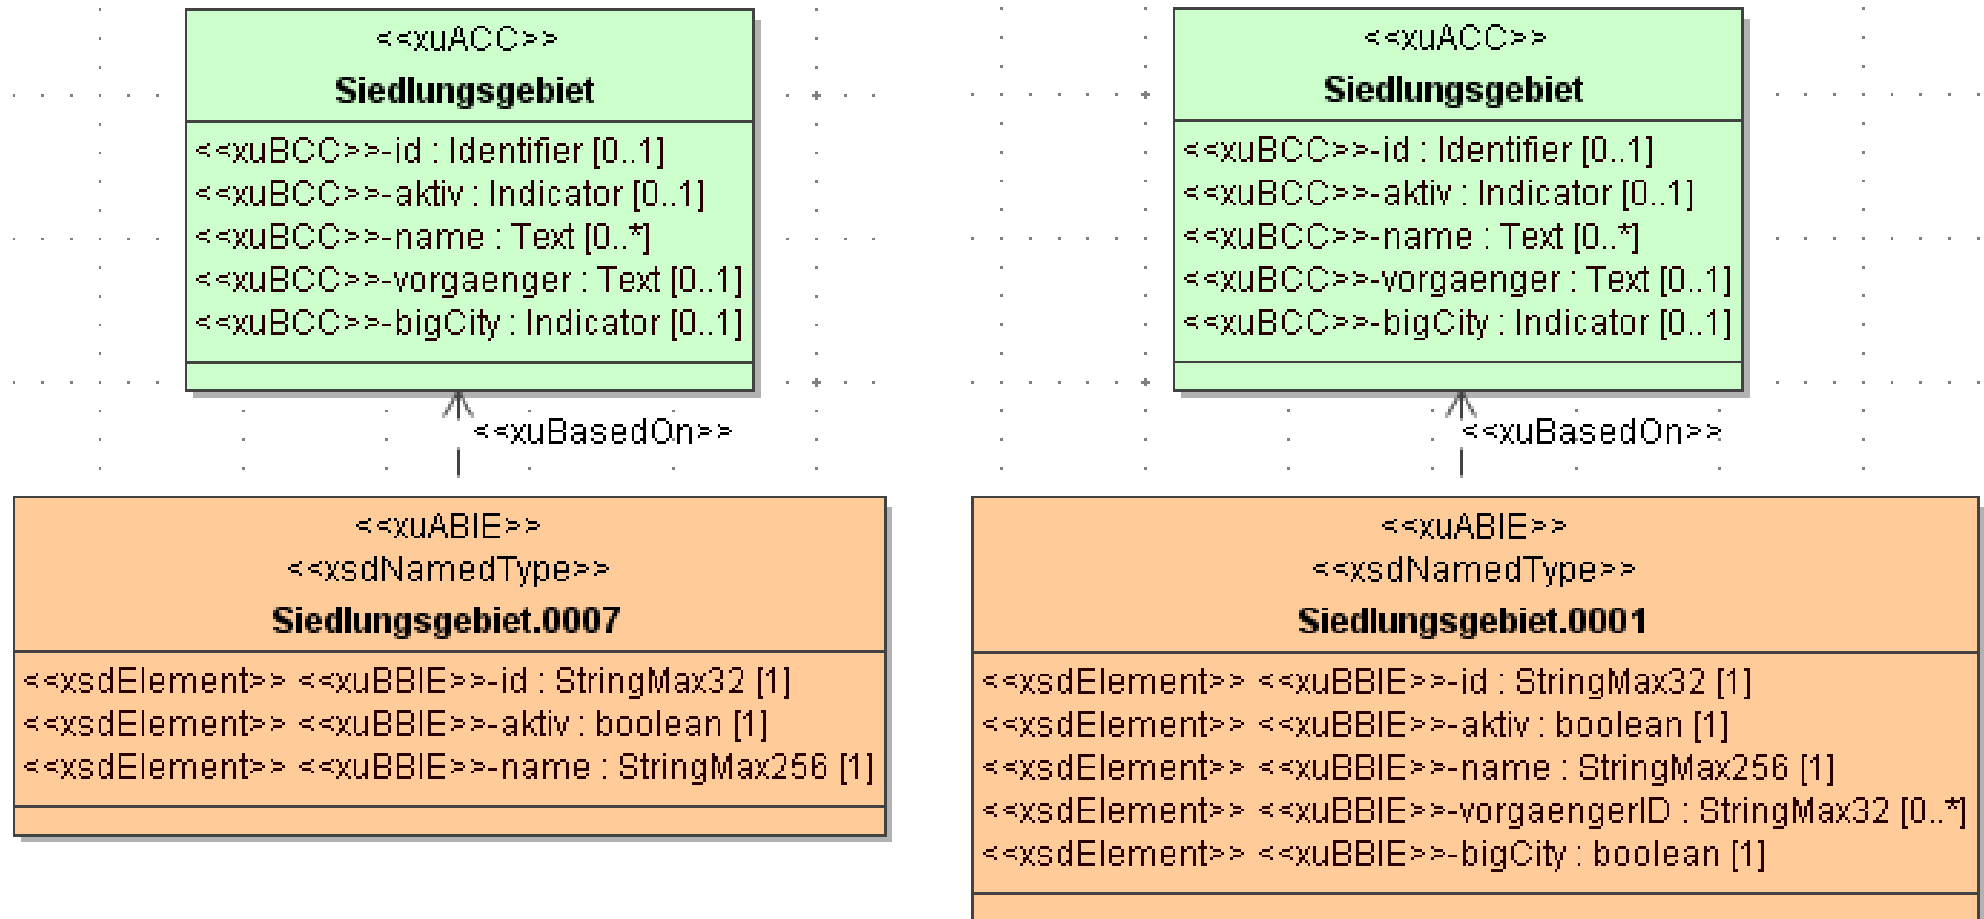 <<xuACC>>
Siedlungsgebiet
<<xuBCC>>-id : Identifier [0..1]
<<xuBCC>>-aktiv : Indicator [0..1]
<<xuBCC>>-name : Text [0..*]
<<xuBCC>>-vorgaenger : Text [0..1]
<<xuBCC>>-bigCity : Indicator [0..1]
<<xuBasedOn>>
<<xuABIE>>
<<xsdNamedType>>
Siedlungsgebiet.0007
<<xsdElement>> <<xuBBIE>>-id : StringMax32 [1]
<<xsdElement>> <<xuBBIE>>-aktiv : boolean [1]
<<xsdElement>> <<xuBBIE>>-name : StringMax256 [1]
<<xuACC>>
Siedlungsgebiet
<<xuBCC>>-id : Identifier [0..1]
<<xuBCC>>-aktiv : Indicator [0..1]
<<xuBCC>>-name : Text [0..*]
<<xuBCC>>-vorgaenger : Text [0..1]
<<xuBCC>>-bigCity : Indicator [0..1]
<<xuBasedOn>>
<<xuABIE>>
<<xsdNamedType>>
Siedlungsgebiet.0001
<<xsdElement>> <<xuBBIE>>-id : StringMax32 [1]
<<xsdElement>> <<xuBBIE>>-aktiv : boolean [1]
<<xsdElement>> <<xuBBIE>>-name : StringMax256 [1]
<<xsdElement>> <<xuBBIE>>-vorgaengerID : StringMax32 [0..*]
<<xsdElement>> <<xuBBIE>>-bigCity : boolean [1]